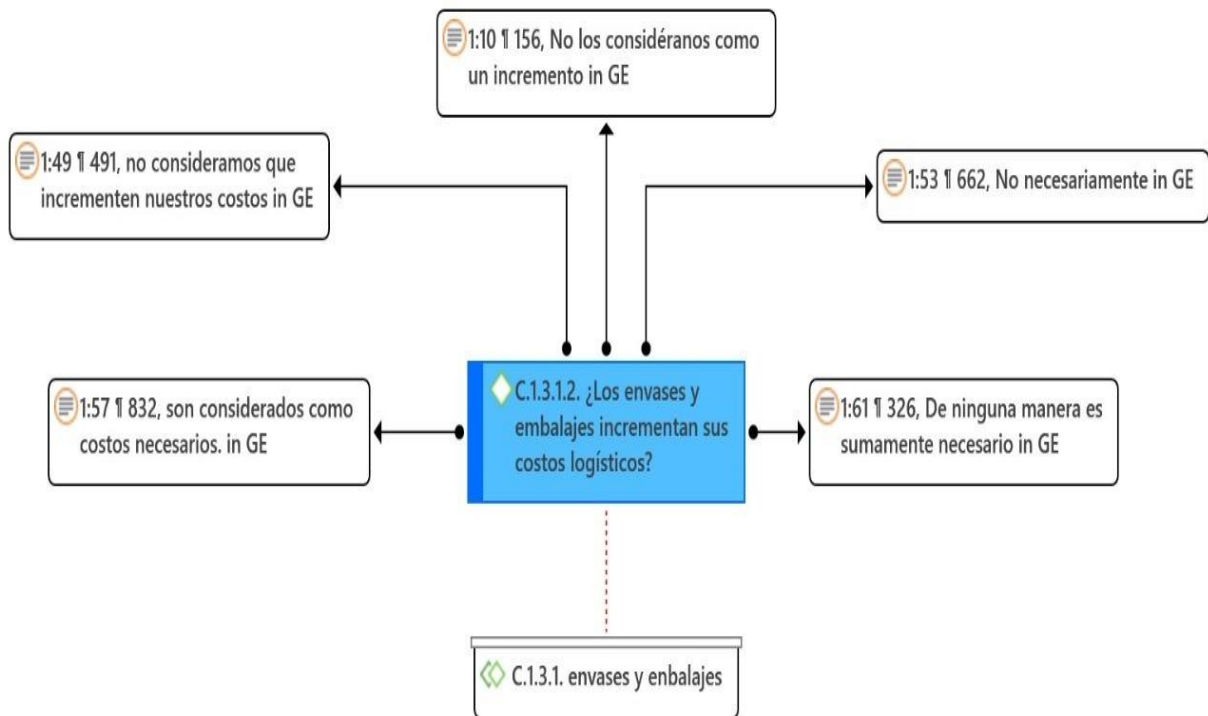 1:10 ¶ 156, No los considéranos como
un incremento in GE
1:49 ¶ 491, no consideramos que
incrementen nuestros costos in GE
1:53 ¶ 662, No necesariamente in GE
1:57 ¶ 832, son considerados como
costos necesarios. in GE
C.1.3.1.2. ¿Los envases y
embalajes incrementan sus
costos logísticos?
1:61 ¶ 326, De ninguna manera es
sumamente necesario in GE
C.1.3.1. envases y enbalajes